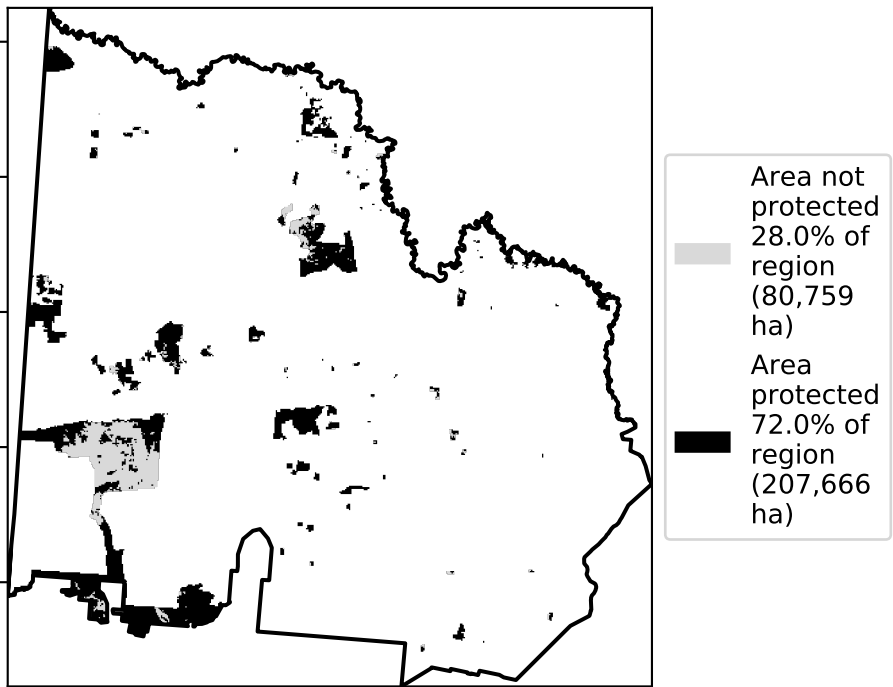 Area not
protected
28.0% of
region
(80,759
ha)
Area
protected
72.0% of
region
(207,666
ha)